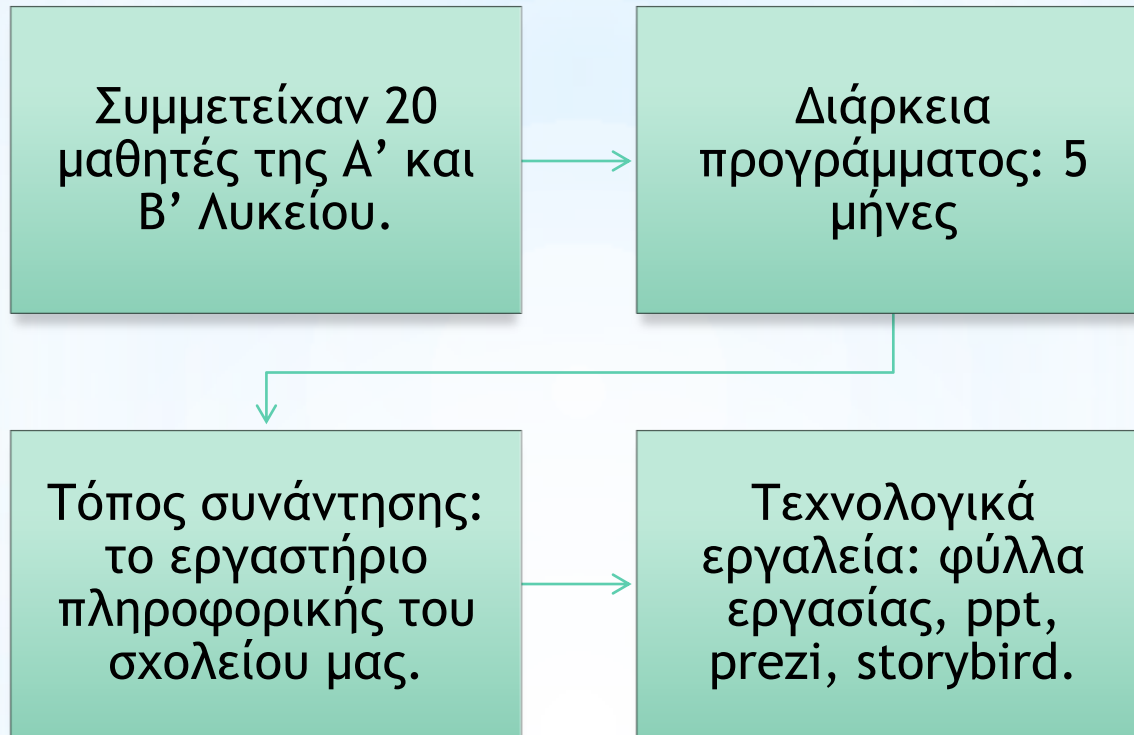 Συμμετείχαν 20
μαθητές της Α’ και
Β’ Λυκείου.
Διάρκεια
προγράμματος: 5
μήνες
Τόπος συνάντησης:
το εργαστήριο
πληροφορικής του
σχολείου μας.
Τεχνολογικά
εργαλεία: φύλλα
εργασίας, ppt,
prezi, storybird.